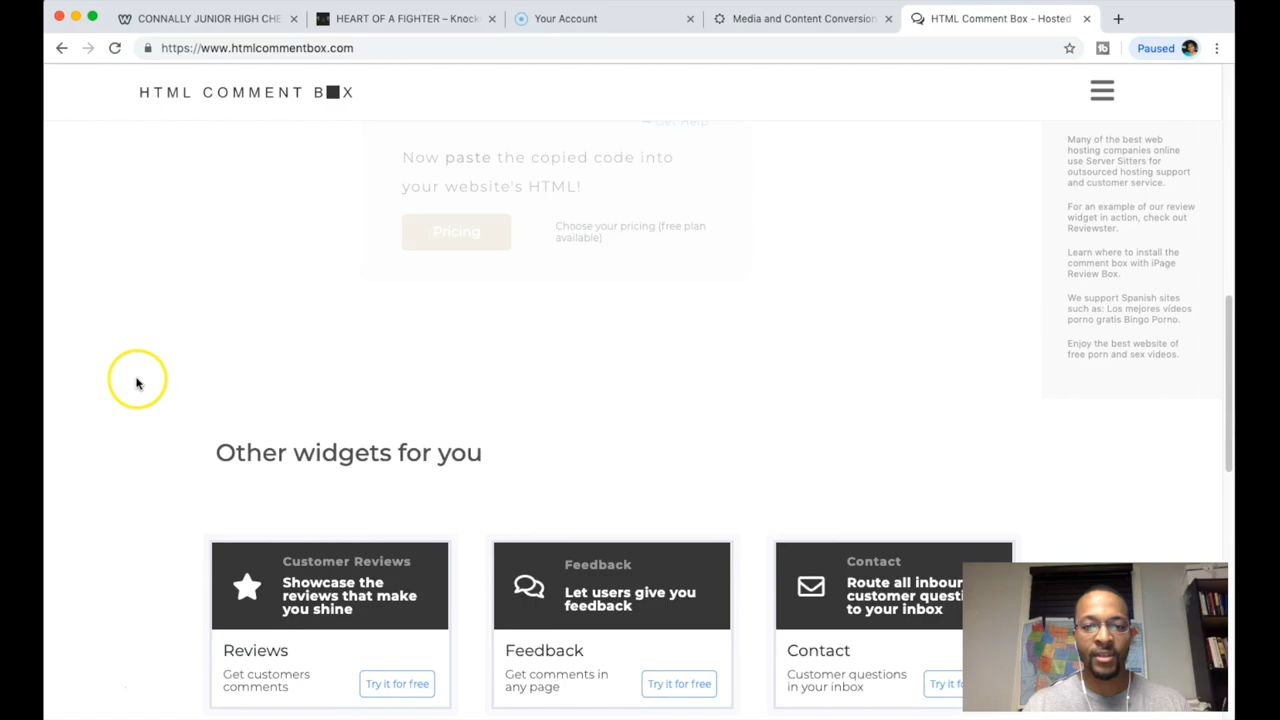 CONNALLY JUNIOR HIGH CHE
HEART OF A FIGHTER – Knock
Your Account
Media and Content Conversion
HTML Comment Box - Hosted
https://www.htmlcommentbox.com
Paused
HTML COMMENT B■X
Get Help
Now paste the copied code into
your website's HTML!
Pricing
Choose your pricing (free plan
available)
Many of the best web
hosting companies online
use Server Sitters for
outsourced hosting support
and customer service.
For an example of our review
widget in action, check out
Reviewster.
Learn where to install the
comment box with iPage
Review Box.
We support Spanish sites
such as: Los mejores vídeos
porno gratis Bingo Porno.
Enjoy the best website of
free porn and sex videos.
Other widgets for you
Customer Reviews
Showcase the
reviews that make
you shine
Reviews
Get customers
comments
Try it for free
Feedback
Let users give you
feedback
Feedback
Get comments in
any page
Try it for free
Contact
Route all inbour
customer questi
to your inbox
Contact
Customer questions
in your inbox
Try it fo